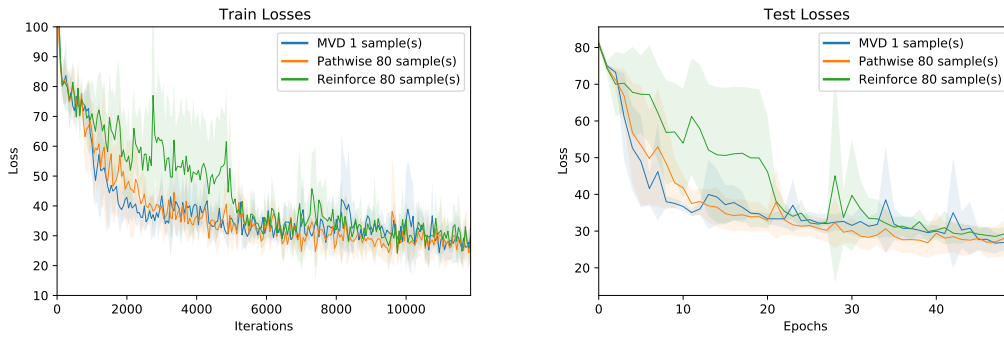 Train Losses
100
90
80
70
60
50
40
30
20
10
Loss
0
2000
4000
6000
8000
10000
Iterations
MVD 1 sample(s)
Pathwise 80 sample(s)
Reinforce 80 sample(s)
Test Losses
80
70
60
50
40
30
20
Loss
0
10
20
30
40
Epochs
MVD 1 sample(s)
Pathwise 80 sample(s)
Reinforce 80 sample(s)